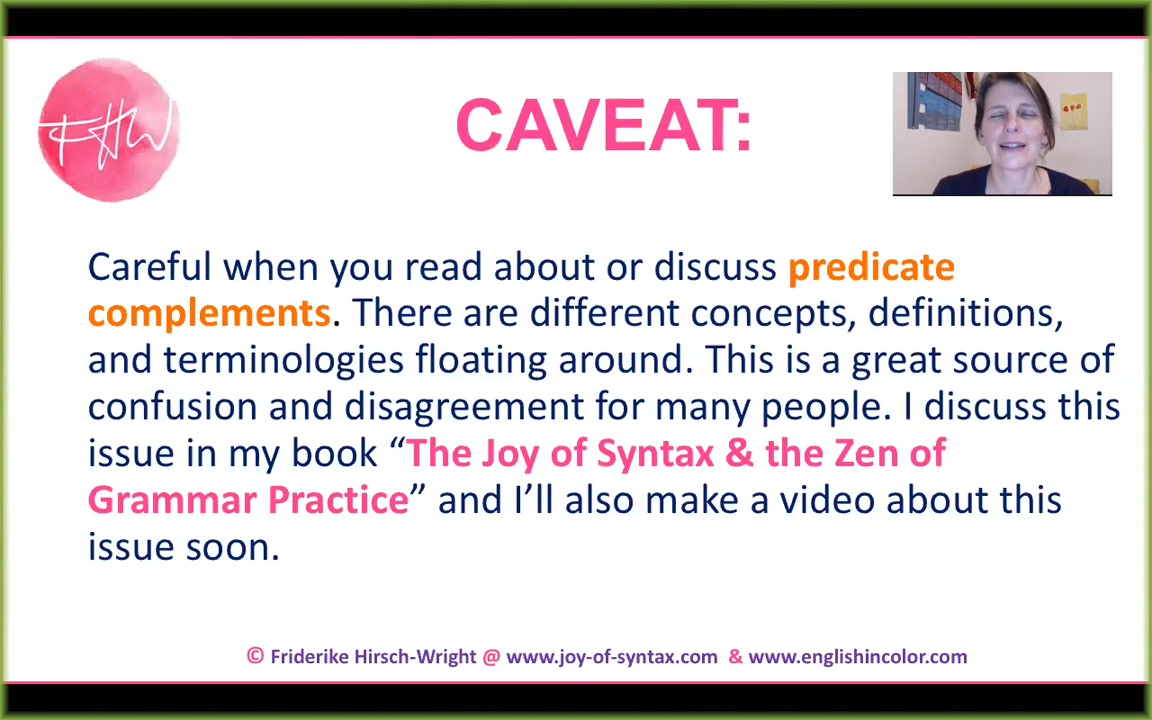 FHW
CAVEAT:
Careful when you read about or discuss predicate
complements. There are different concepts, definitions,
and terminologies floating around. This is a great source of
confusion and disagreement for many people. I discuss this
issue in my book “The Joy of Syntax & the Zen of
Grammar Practice” and I’ll also make a video about this
issue soon.
© Friderike Hirsch-Wright @ www.joy-of-syntax.com & www.englishincolor.com